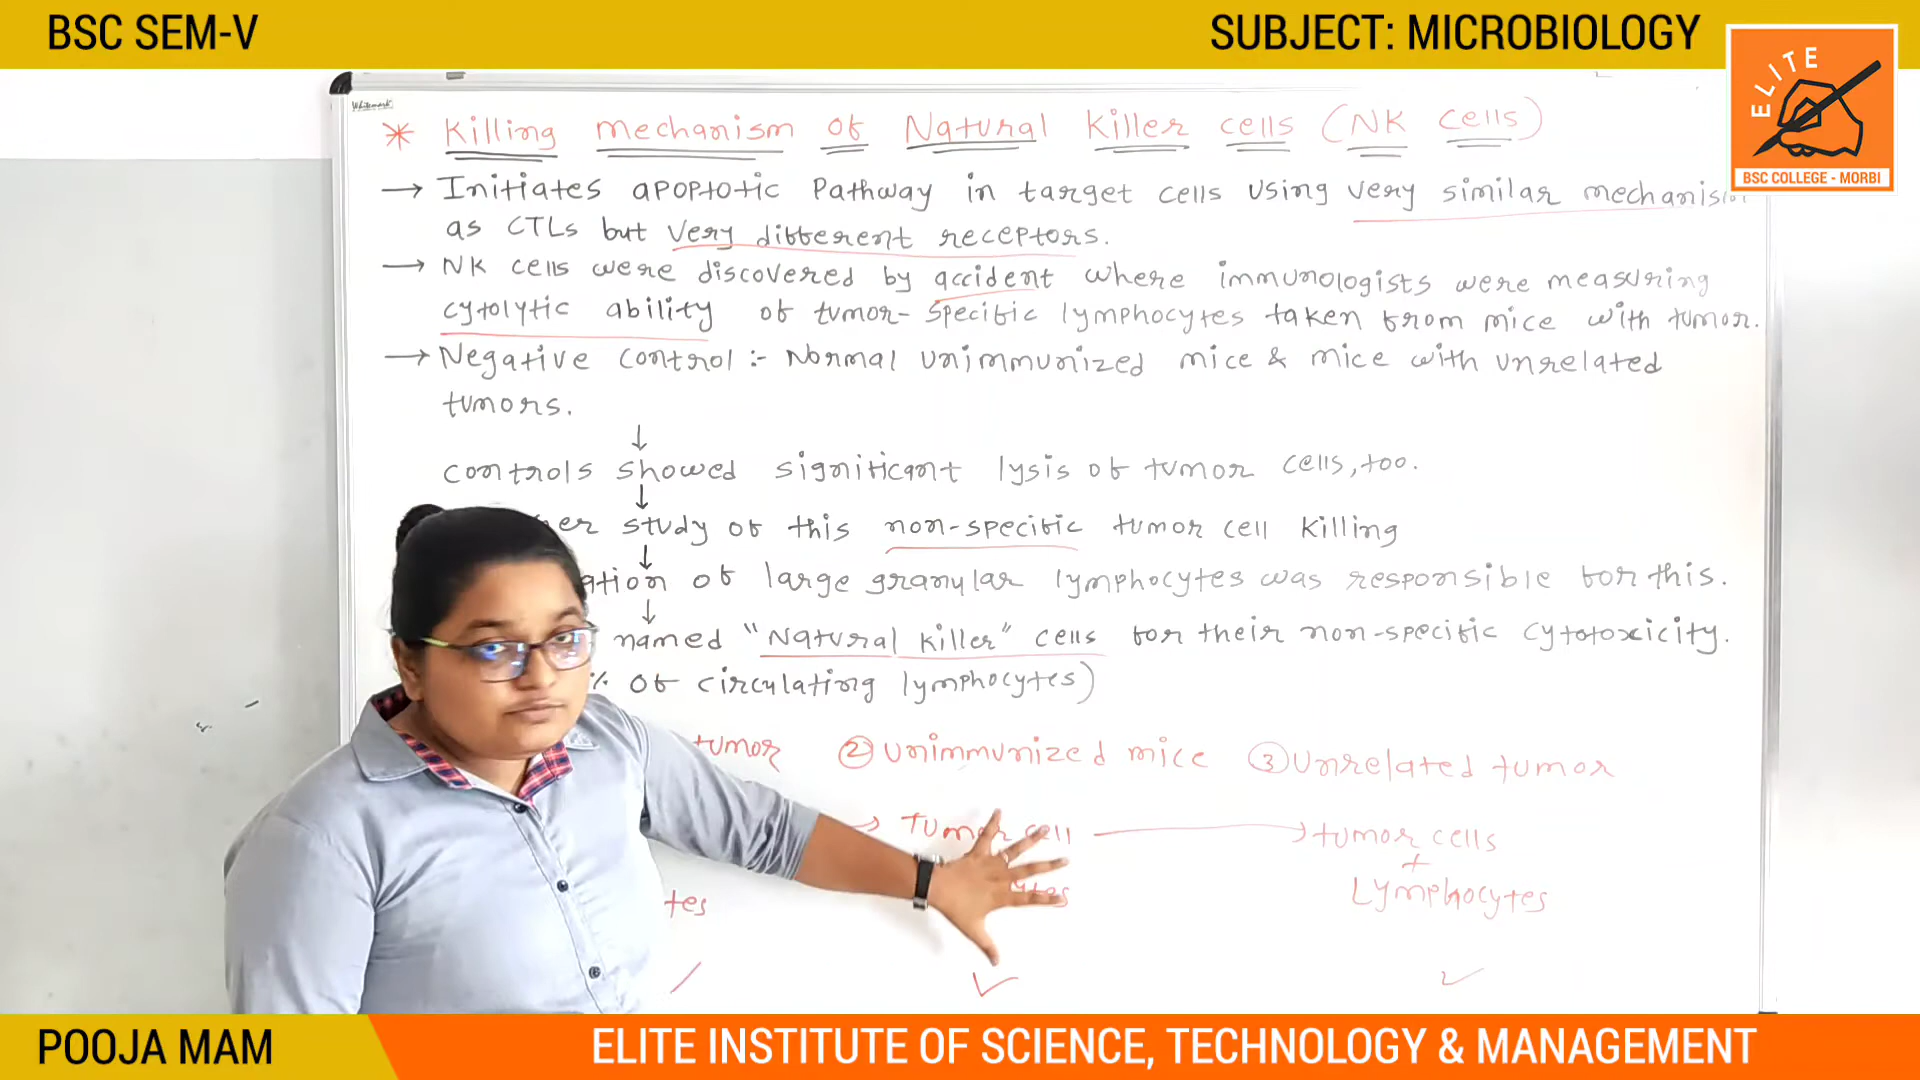 BSC SEM-V
SUBJECT: MICROBIOLOGY
ELITE
BSC COLLEGE - MORBI
Whitemark
* Killing mechanism of Natural Killer cells (NK cells)
→ Initiates apoptotic pathway in target cells using very similar mechanism
as CTLs but very different receptors.
→ NK cells were discovered by accident where immunologists were measuring
cytolytic ability of tumor-specific lymphocytes taken from mice with tumor.
→ Negative control :- Normal unimmunized mice & mice with unrelated
tumors.
↓
controls showed significant lysis of tumor cells, too.
↓
study of this non-specific tumor cell killing
↓
of large granular lymphocytes was responsible for this.
↓
named "Natural killer" cells for their non-specific cytotoxicity.
% of circulating lymphocytes)
tumor ② unimmunized mice ③ unrelated tumor
→ tumor cell → tumor cells
+
Lymphocytes
POOJA MAM
ELITE INSTITUTE OF SCIENCE, TECHNOLOGY & MANAGEMENT